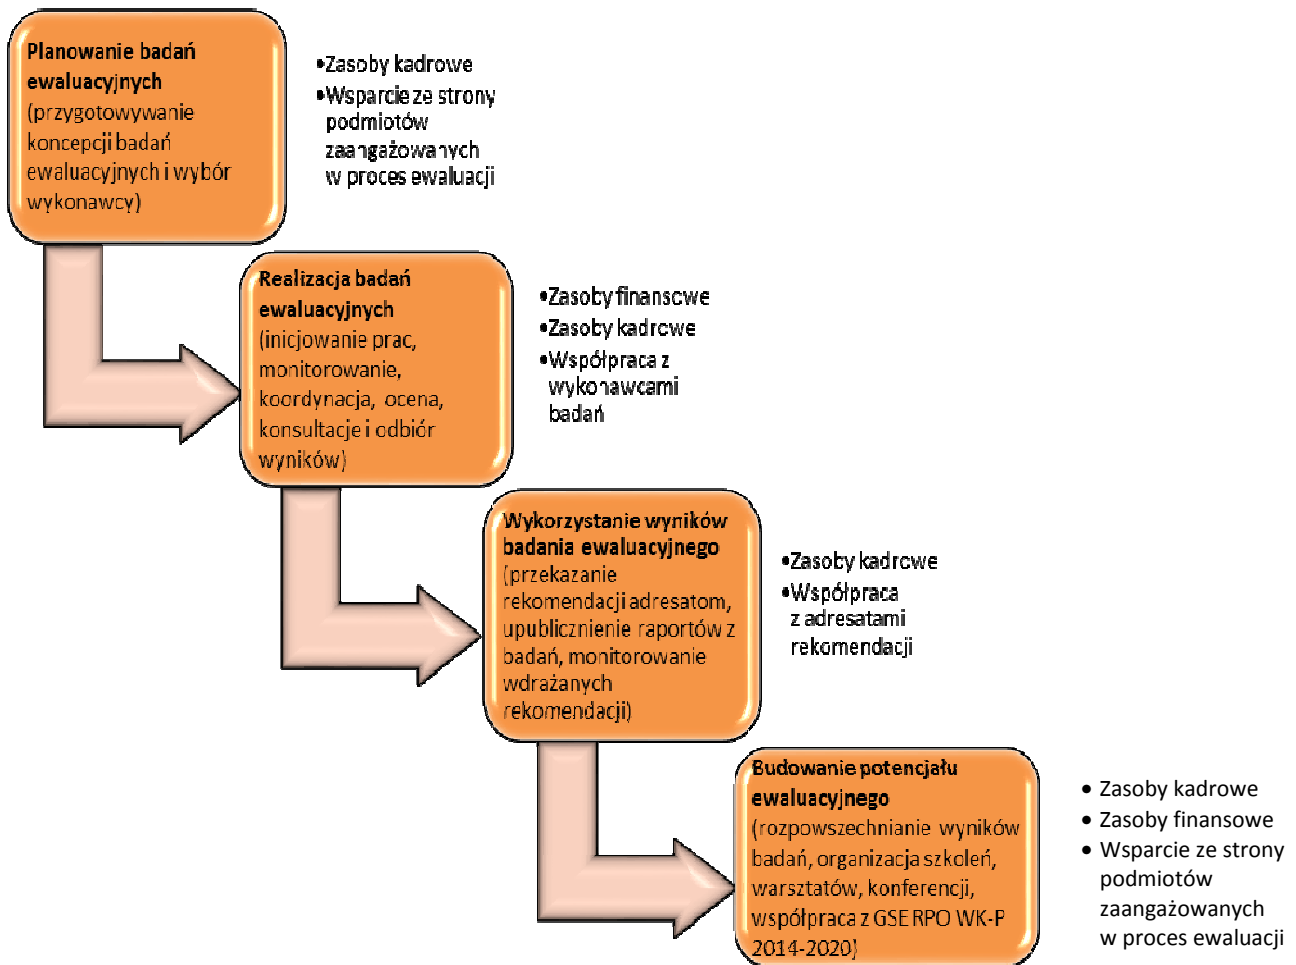 Planowanie badań
ewaluacyjnych
(przygotowywanie
koncepcji badań
ewaluacyjnych i wybór
wykonawcy)
•Zasoby kadrowe
•Wsparcie ze strony
podmiotów
zaangażowanych
w proces ewaluacji
Realizacja badań
ewaluacyjnych
(inicjowanie prac,
monitorowanie,
koordynacja, ocena,
konsultacje i odbiór
wyników)
•Zasoby finansowe
•Zasoby kadrowe
•Współpraca z
wykonawcami
badań
Wykorzystanie wyników
badania ewaluacyjnego
(przekazanie
rekomendacji adresatom,
upublicznienie raportów z
badań, monitorowanie
wdrażanych
rekomendacji)
•Zasoby kadrowe
•Współpraca
z adresatami
rekomendacji
Budowanie potencjału
ewaluacyjnego
(rozpowszechnianie wyników
badań, organizacja szkoleń,
warsztatów, konferencji,
współpraca z GSE RPO WK-P
2014-2020)
• Zasoby kadrowe
• Zasoby finansowe
• Wsparcie ze strony
podmiotów
zaangażowanych
w proces ewaluacji